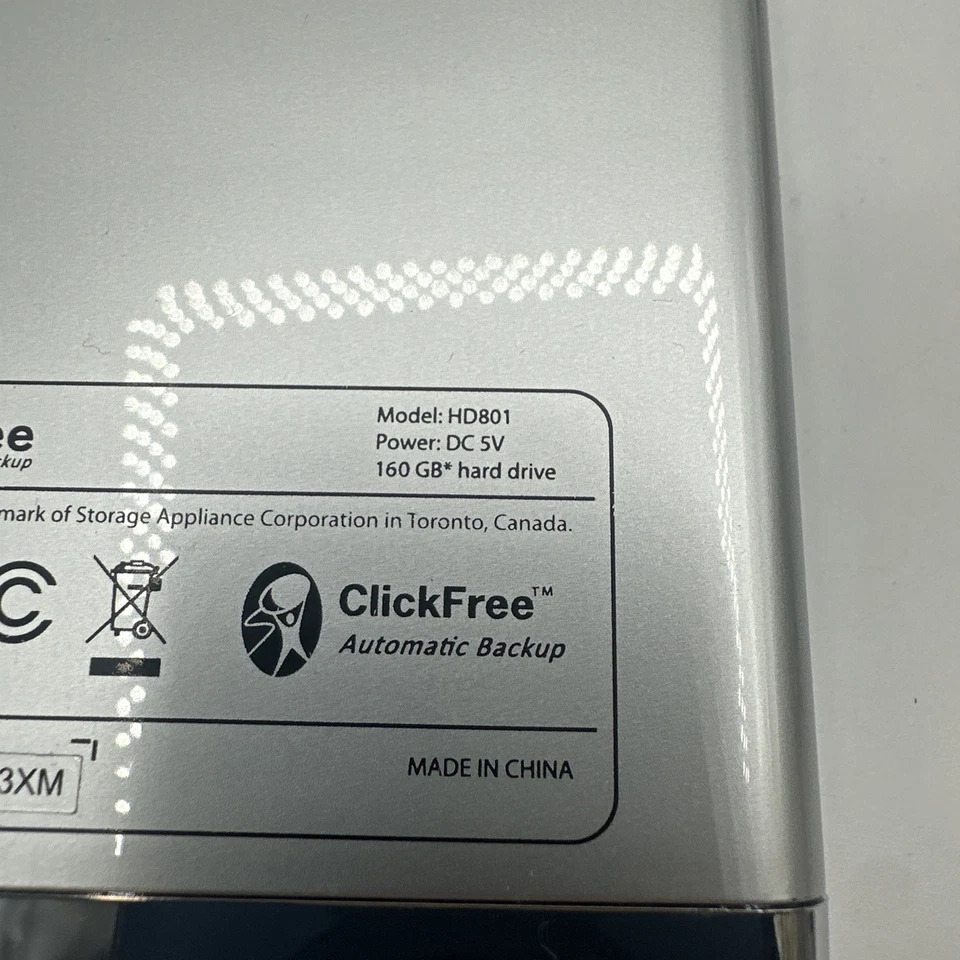 ee
kup
Model: HD801
Power: DC 5V
160 GB* hard drive
mark of Storage Appliance Corporation in Toronto, Canada.
ClickFree™
Automatic Backup
3XM
MADE IN CHINA